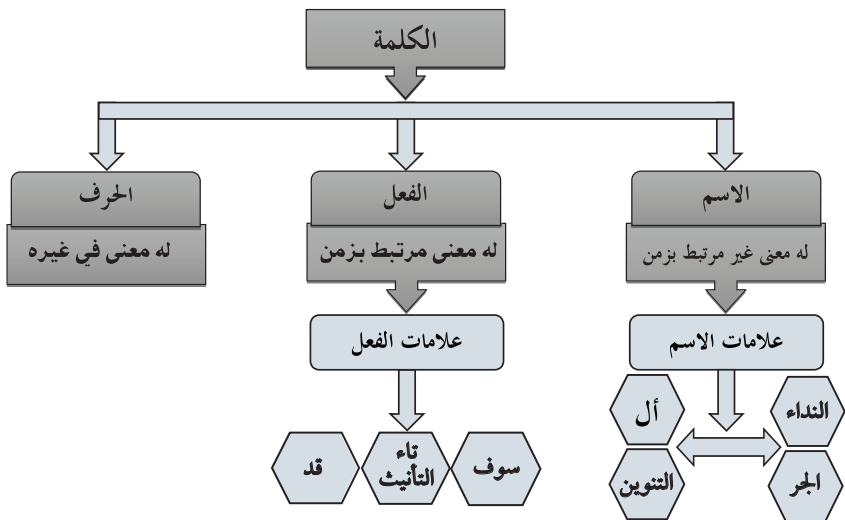 الكلمة
الاسم
الفعل
الحرف
له معنى غير مرتبط بزمن
له معنى مرتبط بزمن
له معنى في غيره
علامات الاسم
علامات الفعل
النداء
أل
الجر
التنوين
سوف
تاء
التأنيث
قد